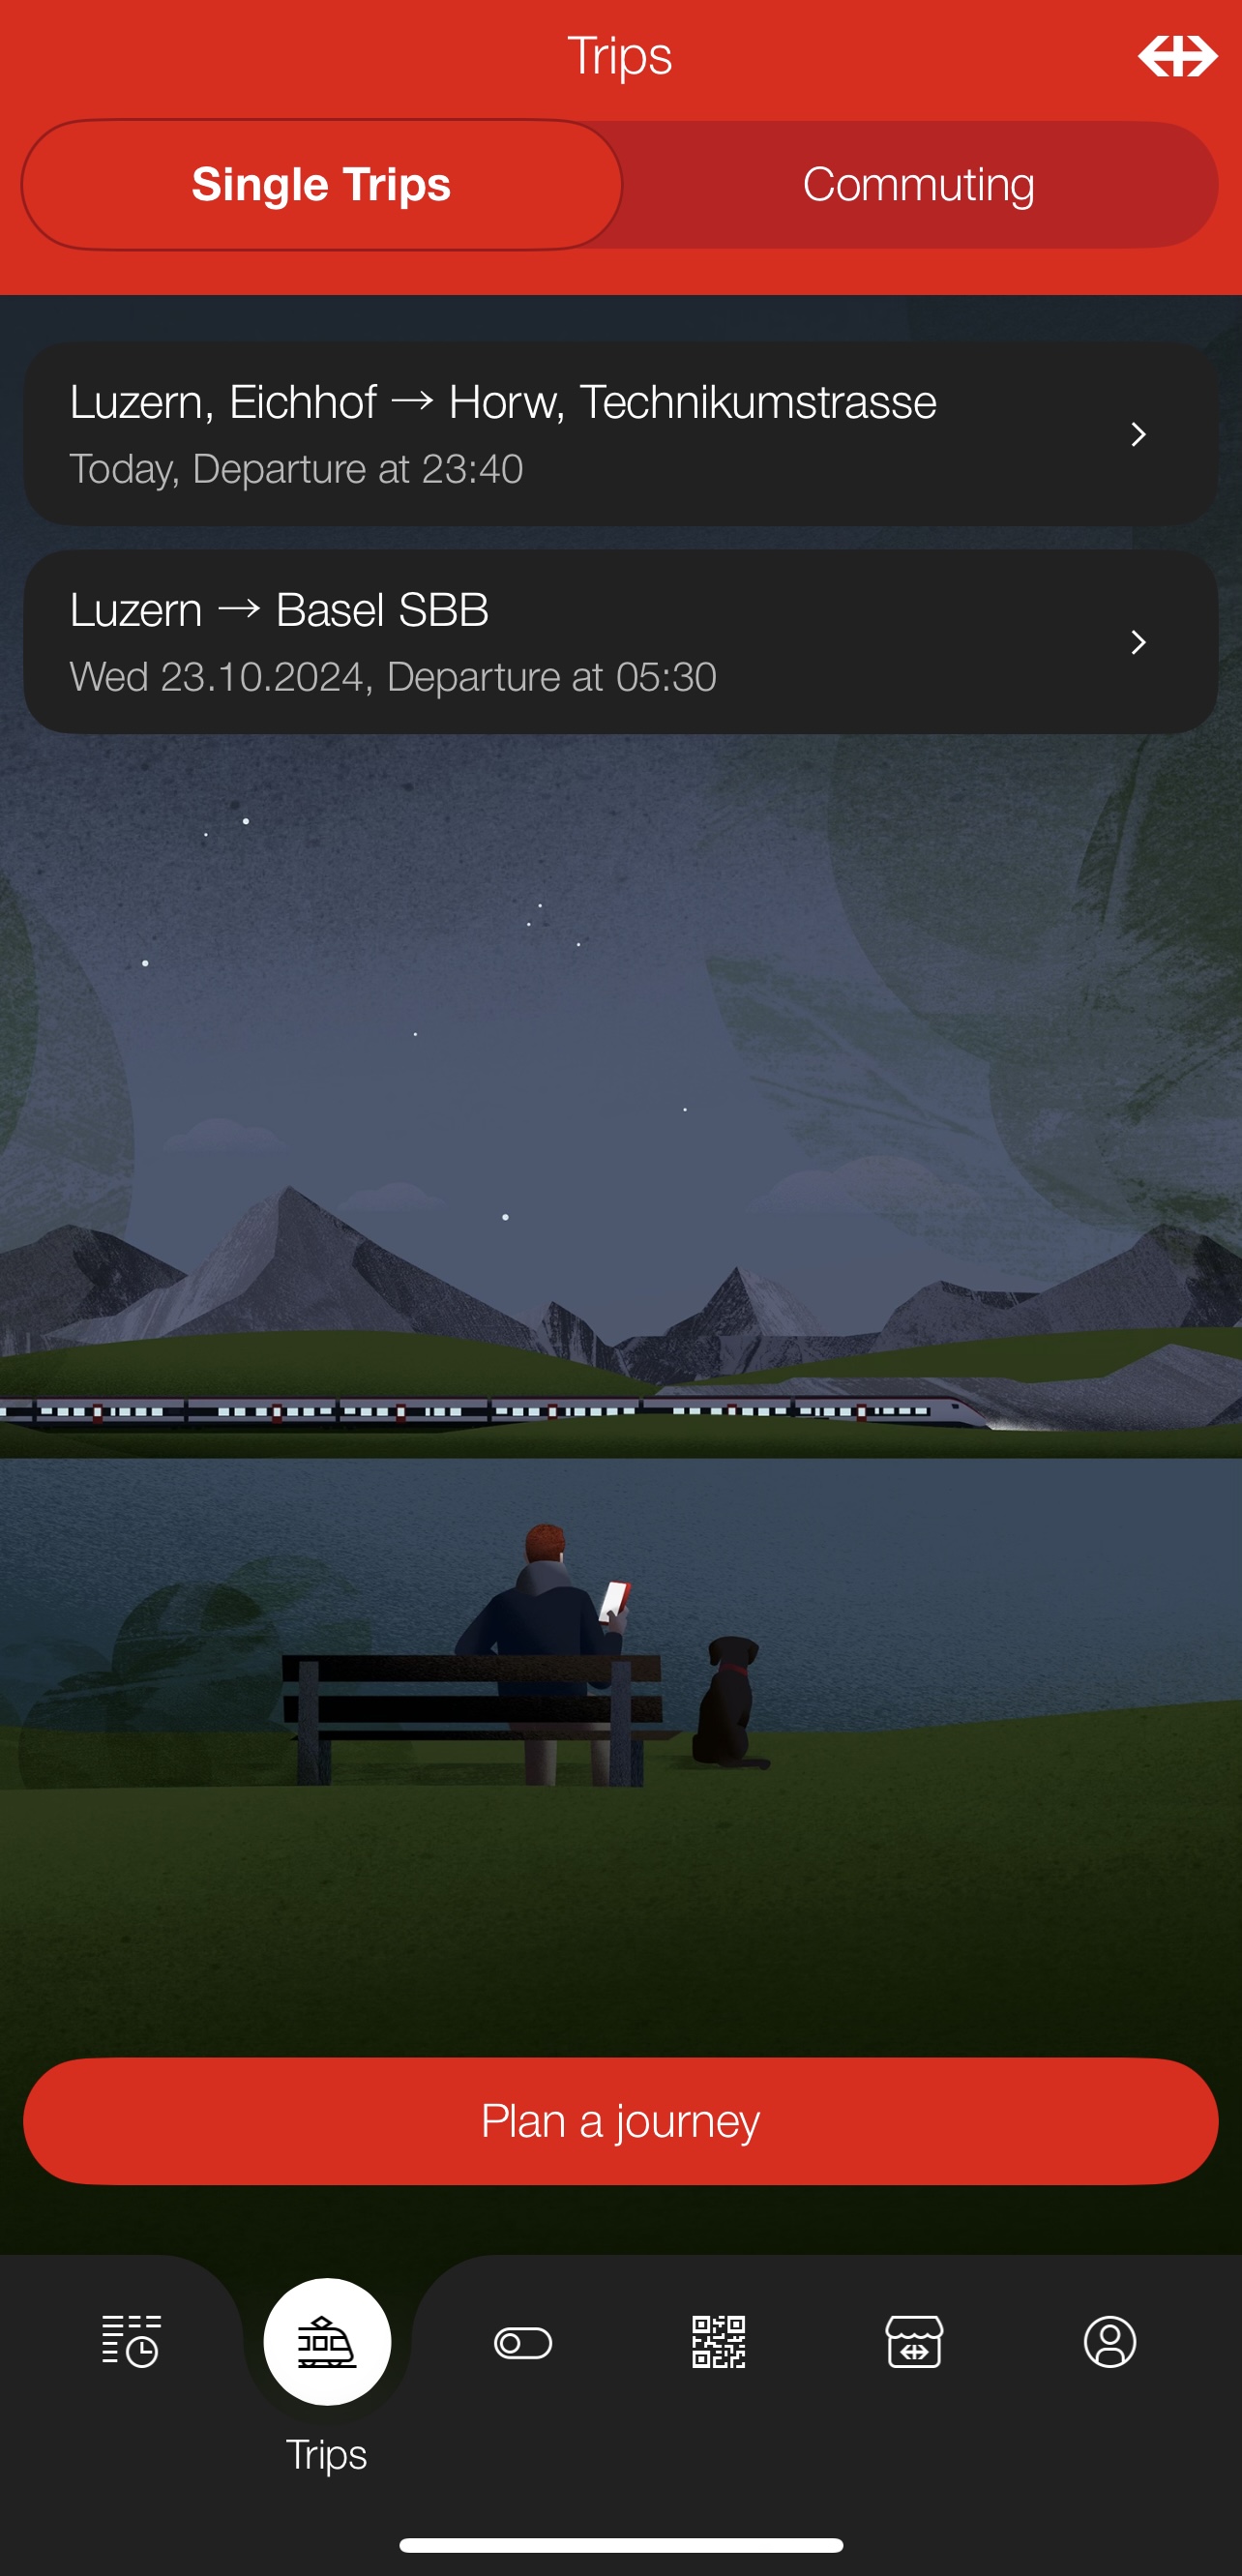 Trips
Single Trips
Commuting
Luzern, Eichhof → Horw, Technikumstrasse
Today, Departure at 23:40
Luzern → Basel SBB
Wed 23.10.2024, Departure at 05:30
Plan a journey
Trips